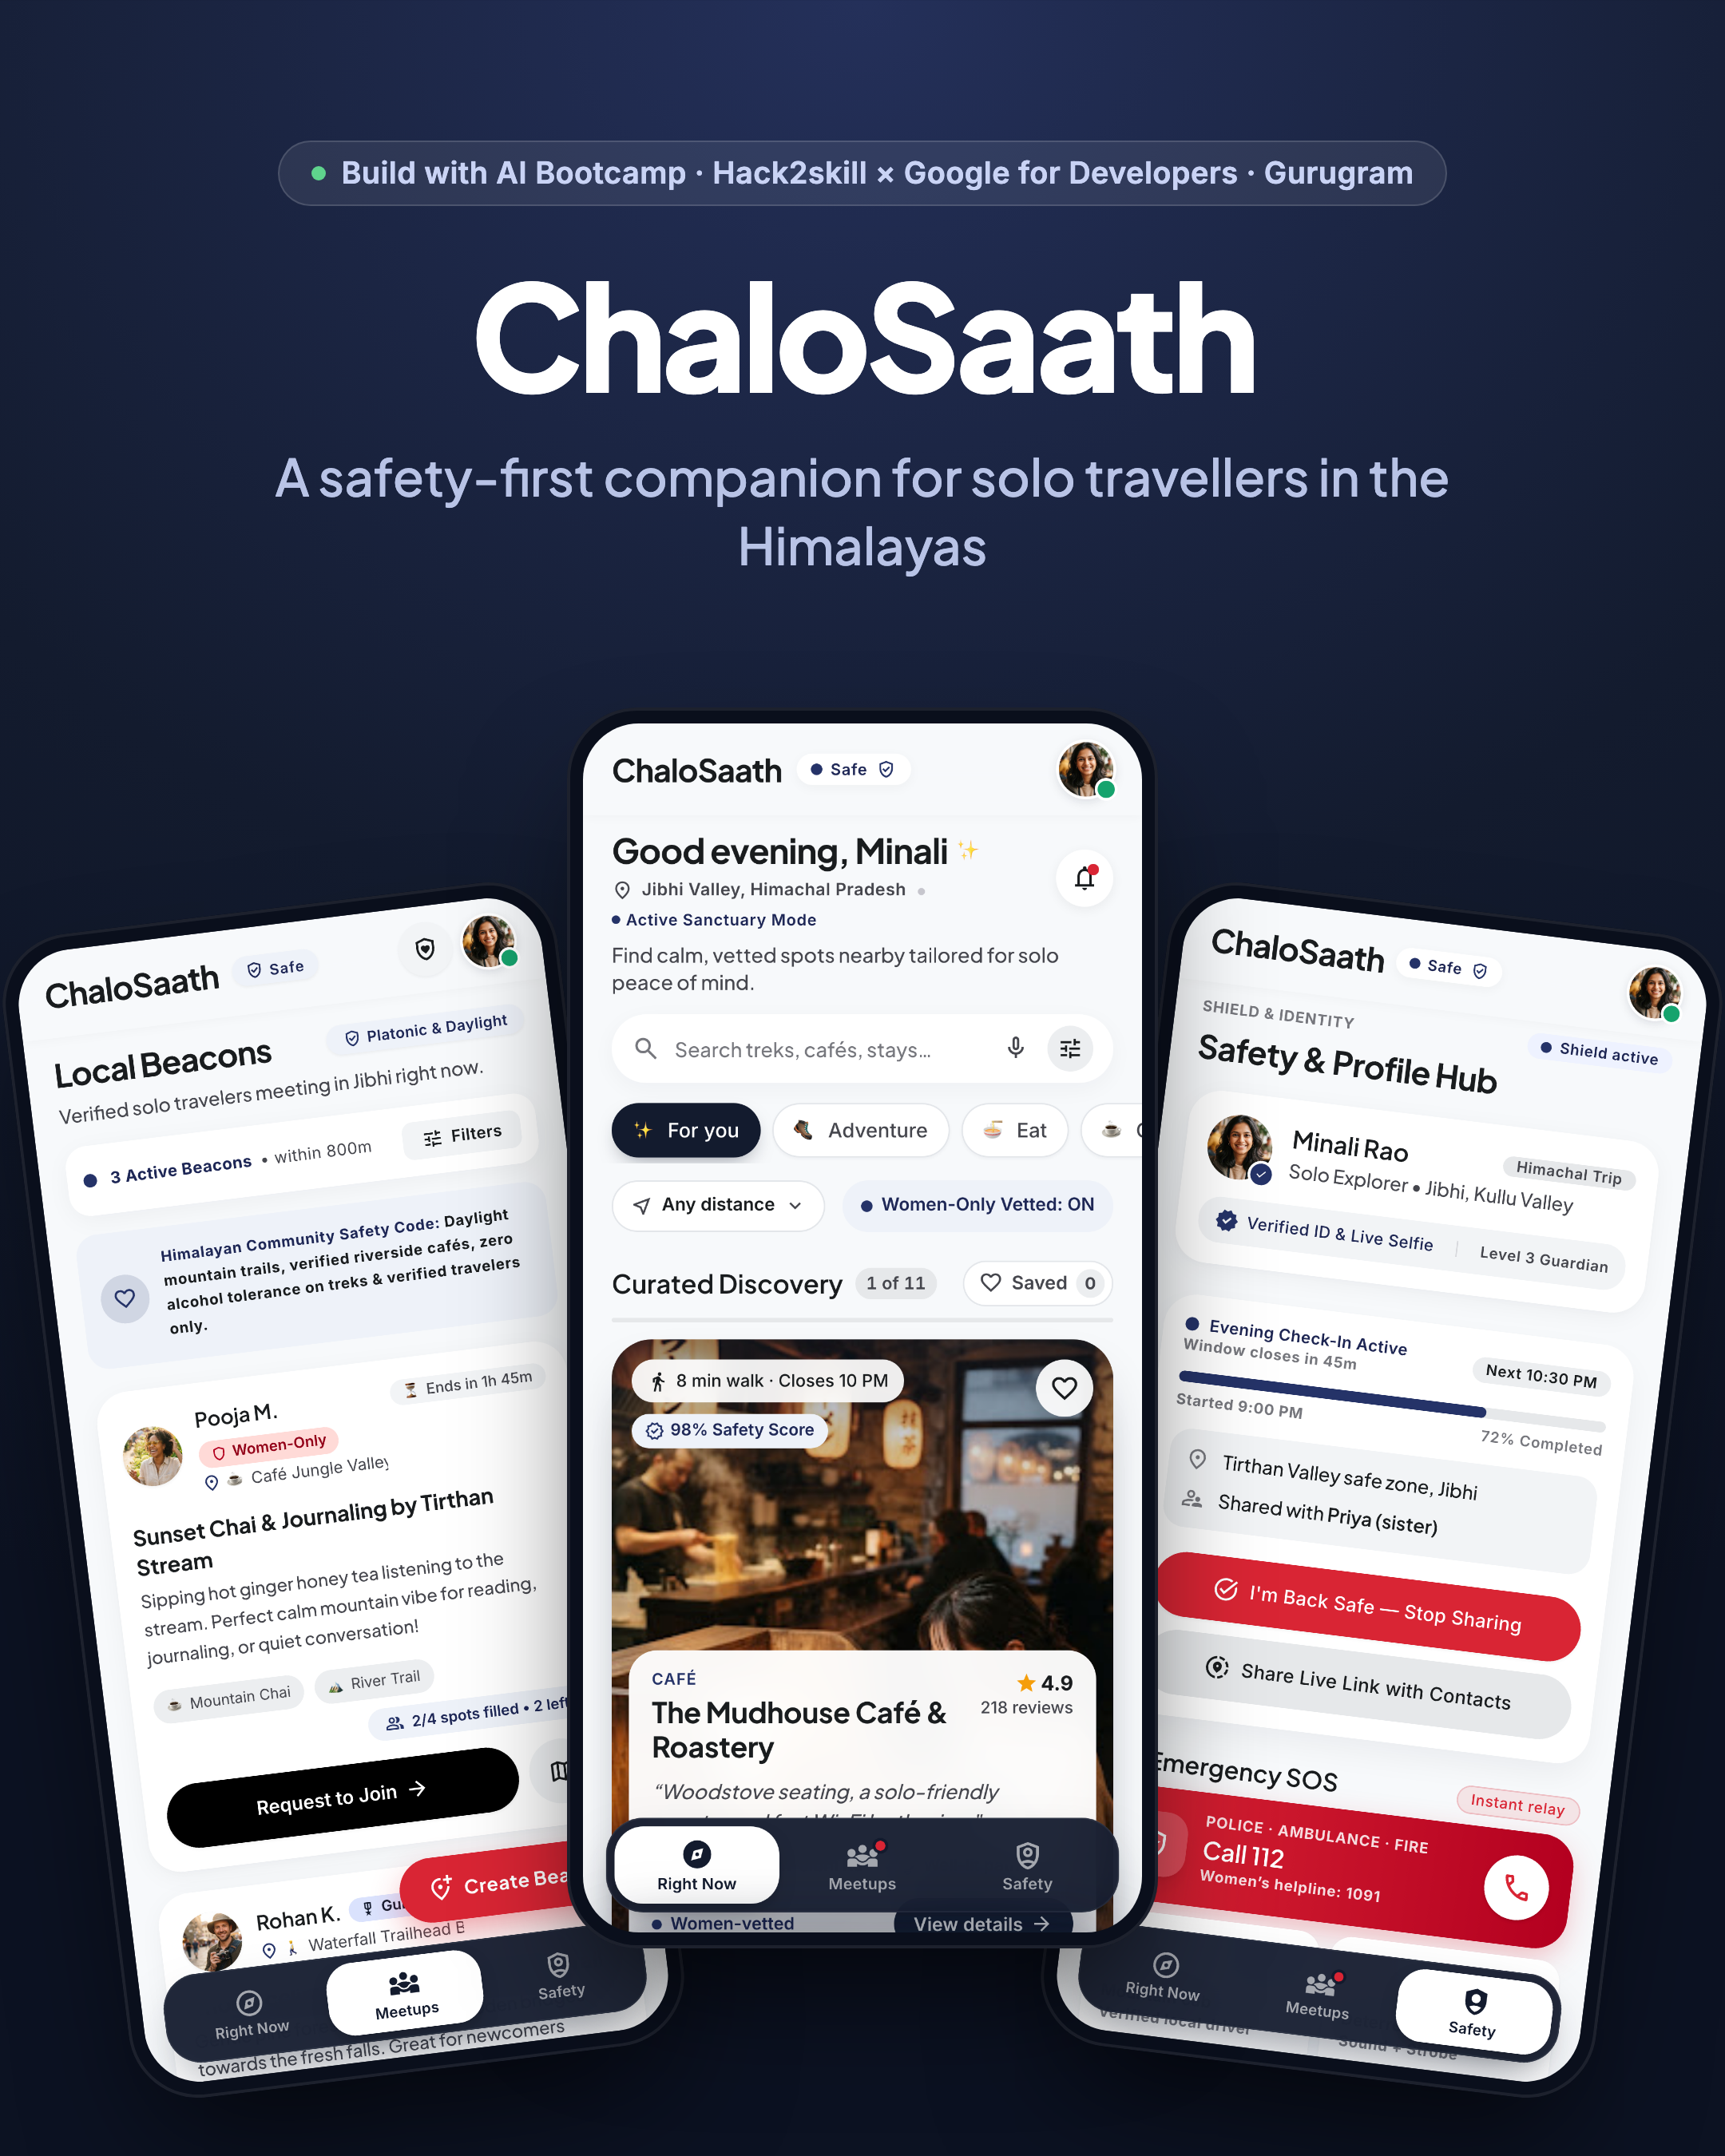 Build with AI Bootcamp · Hack2skill × Google for Developers · Gurugram
ChaloSaath
A safety-first companion for solo travellers in the
Himalayas
ChaloSaath
Safe
Local Beacons
Platonic & Daylight
Verified solo travelers meeting in Jibhi right now.
3 Active Beacons • within 800m
Filters
Himalayan Community Safety Code: Daylight
mountain trails, verified riverside cafés, zero
alcohol tolerance on treks & verified travelers
only.
Ends in 1h 45m
Pooja M.
Women-Only
Café Jungle Valley
Sunset Chai & Journaling by Tirthan
Stream
Sipping hot ginger honey tea listening to the
stream. Perfect calm mountain vibe for reading,
journaling, or quiet conversation!
Mountain Chai
River Trail
2/4 spots filled • 2 left
Request to Join
Create
Rohan K.
Waterfall Trailhead
Right Now
Meetups
Safety
towards the fresh falls. Great for newcomers
ChaloSaath
Safe
Good evening, Minali
Jibhi Valley, Himachal Pradesh
Active Sanctuary Mode
Find calm, vetted spots nearby tailored for solo
peace of mind.
Search treks, cafés, stays...
For you
Adventure
Eat
Any distance
Women-Only Vetted: ON
Curated Discovery
1 of 11
Saved 0
8 min walk · Closes 10 PM
98% Safety Score
CAFÉ
4.9
The Mudhouse Café &
Roastery
218 reviews
“Woodstove seating, a solo-friendly
Right Now
Meetups
Safety
Women-vetted
View details
ChaloSaath
Safe
SHIELD & IDENTITY
Safety & Profile Hub
Shield active
Minali Rao
Himachal Trip
Solo Explorer • Jibhi, Kullu Valley
Verified ID & Live Selfie
Level 3 Guardian
Evening Check-In Active
Window closes in 45m
Next 10:30 PM
Started 9:00 PM
72% Completed
Tirthan Valley safe zone, Jibhi
Shared with Priya (sister)
I'm Back Safe — Stop Sharing
Share Live Link with Contacts
Emergency SOS
Instant relay
POLICE · AMBULANCE · FIRE
Call 112
Women's helpline: 1091
Right Now
Meetups
Safety
Verified local driver
Sound + Strobe